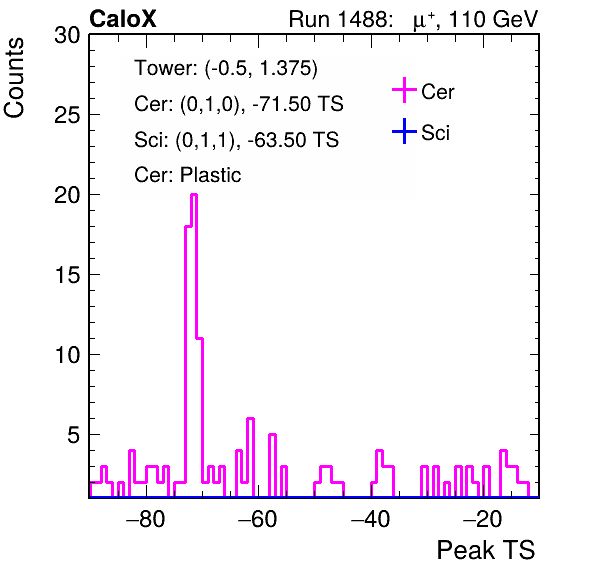 CaloX Run 1488: μ⁺, 110 GeV
Counts
30
25
20
15
10
5
Tower: (-0.5, 1.375)
Cer: (0,1,0), -71.50 TS
Sci: (0,1,1), -63.50 TS
Cer: Plastic
Cer
Sci
−80 −60 −40 −20
Peak TS